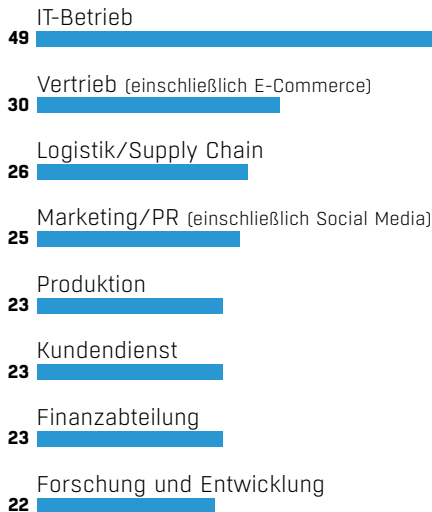 IT-Betrieb
49
Vertrieb (einschließlich E-Commerce)
30
Logistik/Supply Chain
26
Marketing/PR (einschließlich Social Media)
25
Produktion
23
Kundendienst
23
Finanzabteilung
23
Forschung und Entwicklung
22